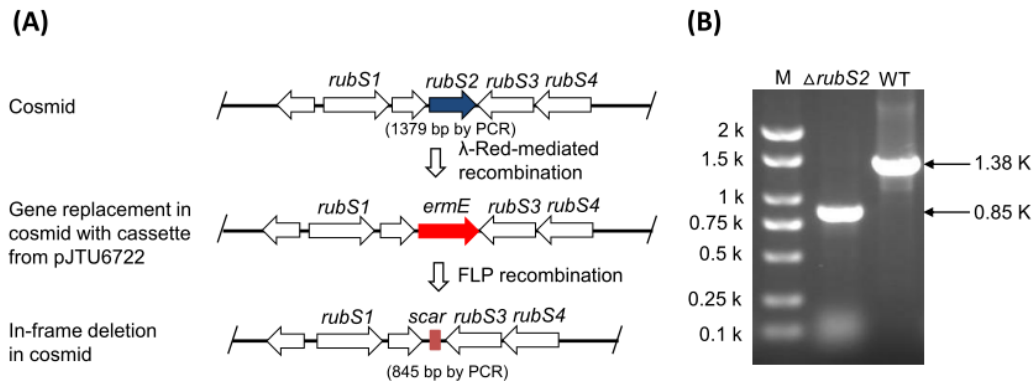 (A)
rubS1 rubS2 rubS3 rubS4
Cosmid
(1379 bp by PCR)
λ-Red-mediated
recombination
rubS1 ermE rubS3 rubS4
Gene replacement in
cosmid with cassette
from pJTU6722
FLP recombination
rubS1 scar rubS3 rubS4
In-frame deletion
in cosmid
(845 bp by PCR)
(B)
M ΔrubS2 WT
2 k
1.5 k
1 k
0.75 k
0.5 k
0.25 k
0.1 k
1.38 K
0.85 K